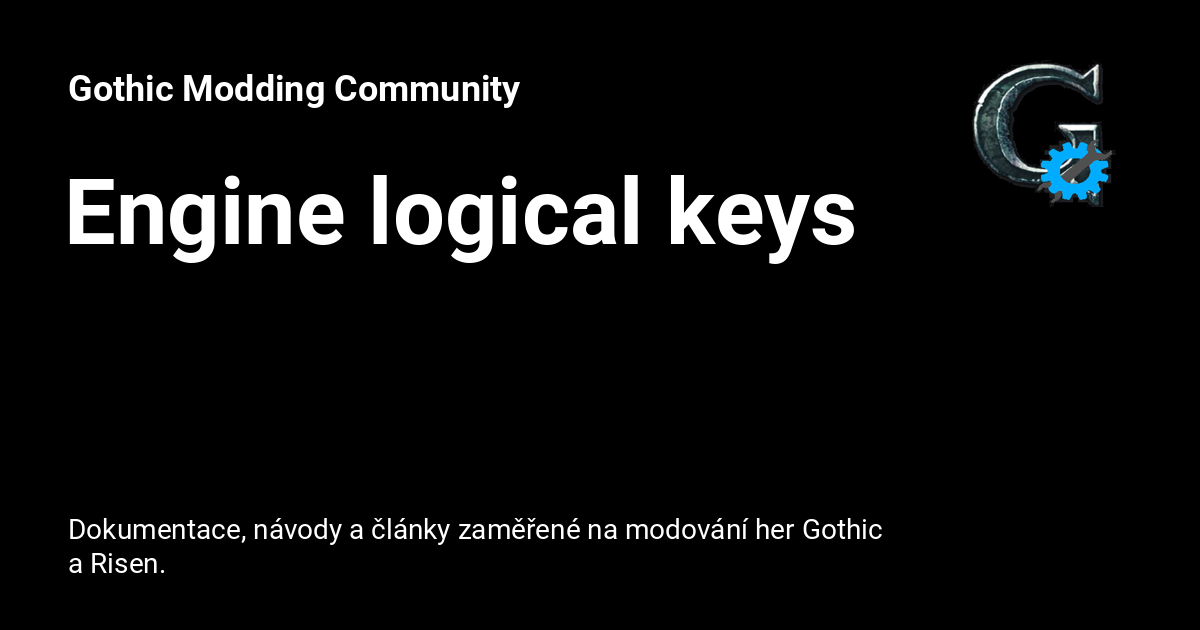 Gothic Modding Community
Engine logical keys
Dokumentace, návody a články zaměřené na modování her Gothic
a Risen.